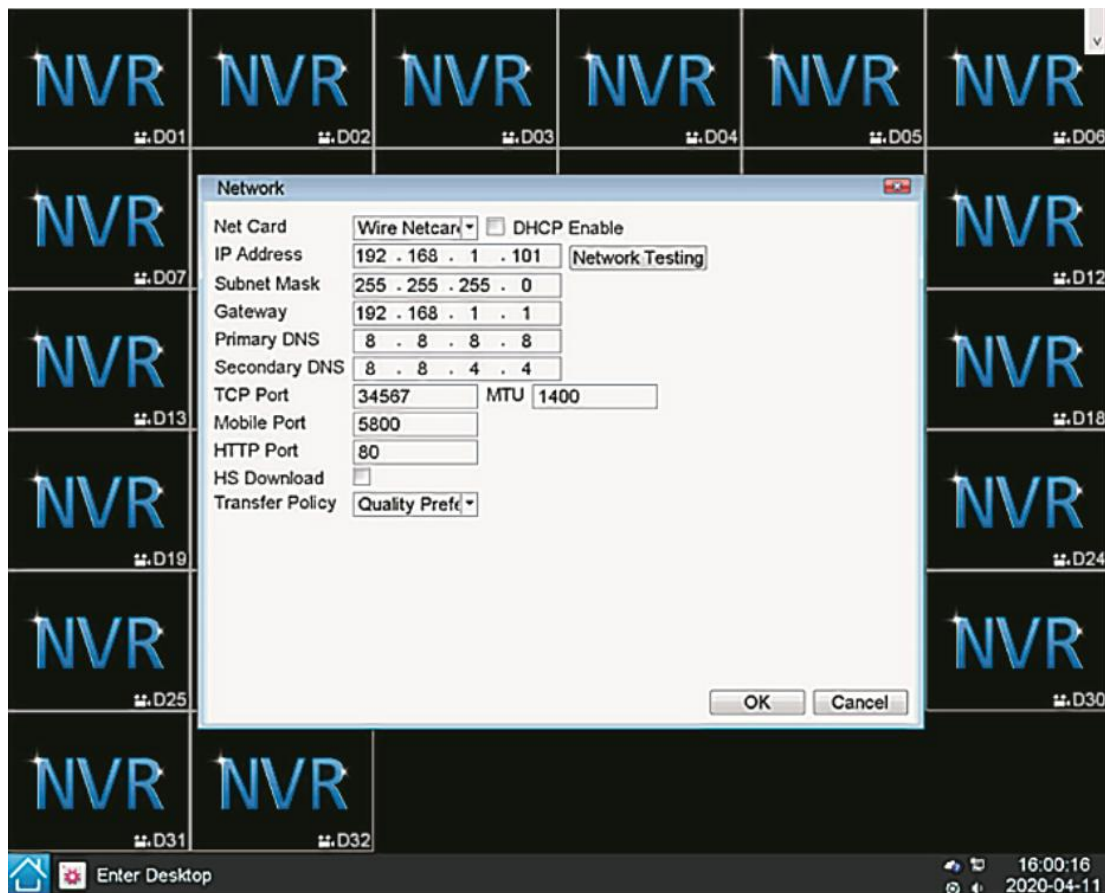 NVR NVR NVR NVR NVR NVR
D01 D02 D03 D04 D05 D06
Network
NVR NVR
Net Card Wire Netcar DHCP Enable
IP Address 192 . 168 . 1 . 101 Network Testing
D07 D12
Subnet Mask 255 . 255 . 255 . 0
Gateway 192 . 168 . 1 . 1
Primary DNS 8 . 8 . 8 . 8
NVR NVR
Secondary DNS 8 . 8 . 4 . 4
TCP Port 34567 MTU 1400
D13 D18
Mobile Port 5800
HTTP Port 80
HS Download
Transfer Policy Quality Prefe
NVR NVR
D19 D24
NVR NVR
D25 D30
OK Cancel
NVR NVR
D31 D32
Enter Desktop 16:00:16
2020-04-11